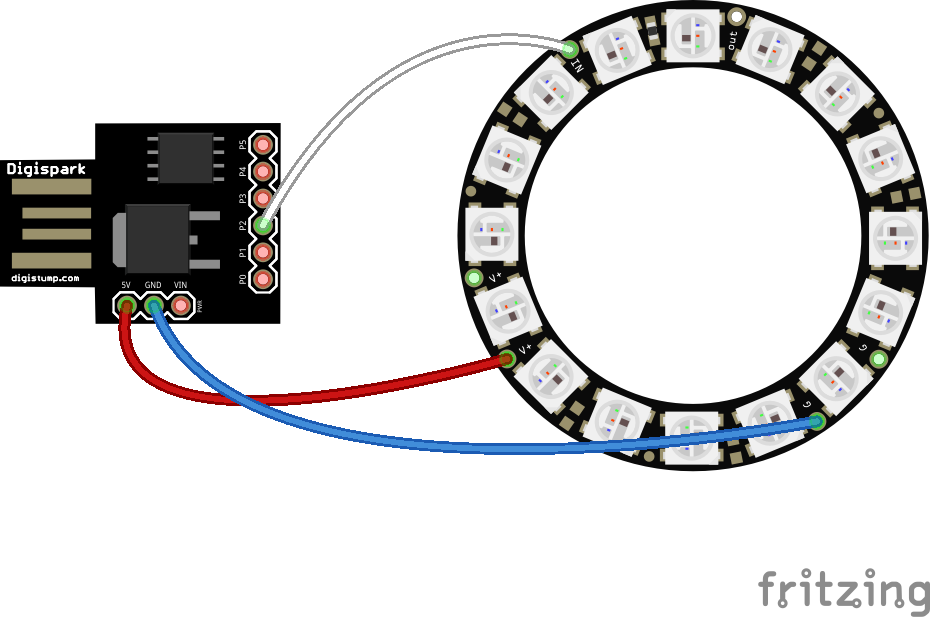 Digispark
digistump.com
P5
P4
P3
P2
P1
P0
5V GND VIN
PWR
IN
out
V+
V+
G
G
fritzing